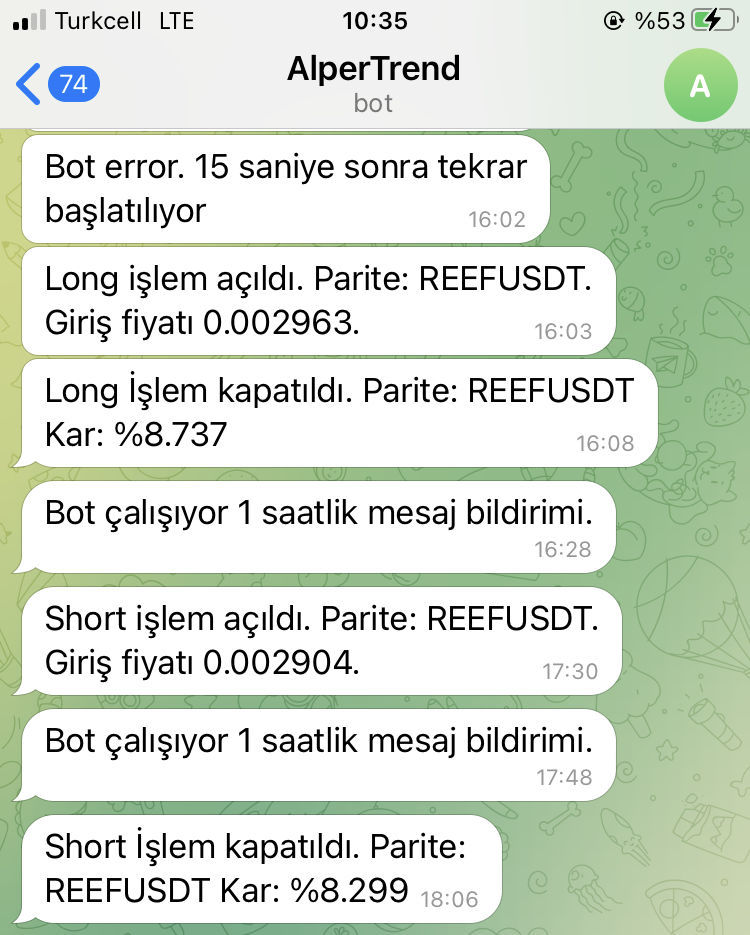 Turkcell LTE 10:35 %53
74 AlperTrend A
bot
Bot error. 15 saniye sonra tekrar
başlatılıyor 16:02
Long işlem açıldı. Parite: REEFUSDT.
Giriş fiyatı 0.002963. 16:03
Long İşlem kapatıldı. Parite: REEFUSDT
Kar: %8.737 16:08
Bot çalışıyor 1 saatlik mesaj bildirimi.
16:28
Short işlem açıldı. Parite: REEFUSDT.
Giriş fiyatı 0.002904. 17:30
Bot çalışıyor 1 saatlik mesaj bildirimi.
17:48
Short İşlem kapatıldı. Parite:
REEFUSDT Kar: %8.299 18:06